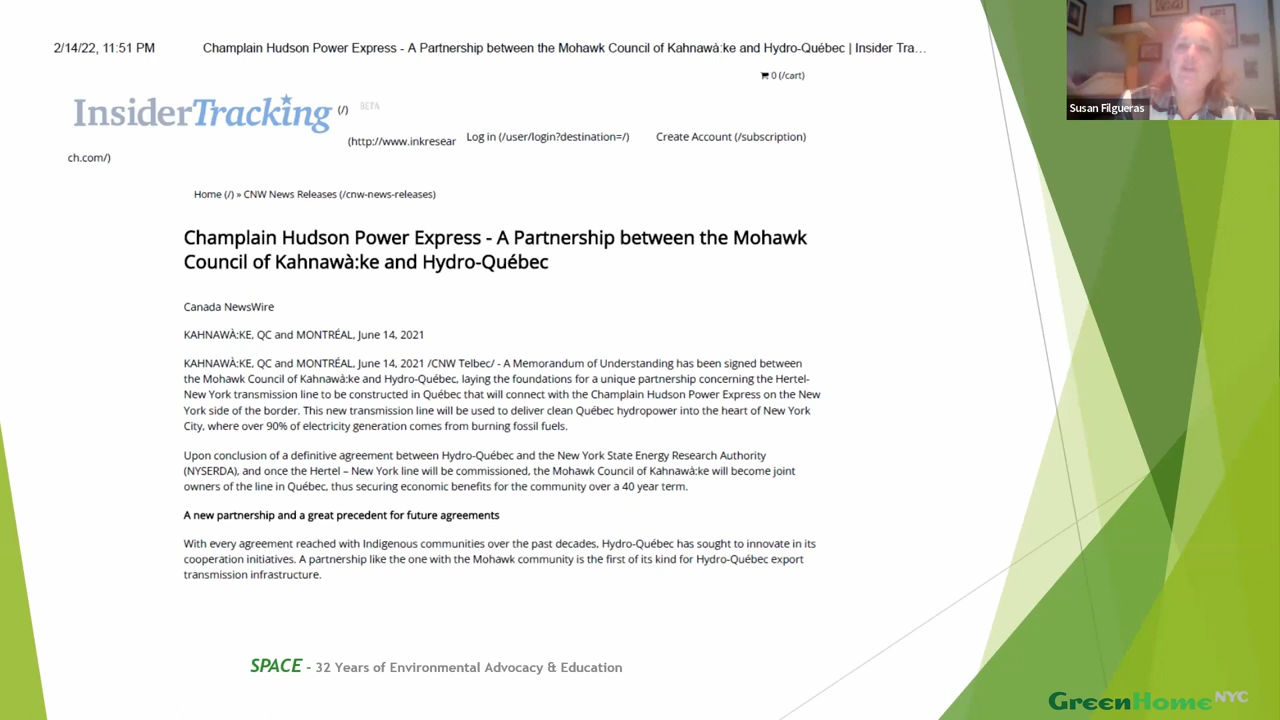 2/14/22, 11:51 PM Champlain Hudson Power Express - A Partnership between the Mohawk Council of Kahnawà:ke and Hydro-Québec | Insider Tra…
0 (/cart)
InsiderTracking (/) BETA
(http://www.inkresear Log in (/user/login?destination=/) Create Account (/subscription)
ch.com/)
Home (/) » CNW News Releases (/cnw-news-releases)
Champlain Hudson Power Express - A Partnership between the Mohawk
Council of Kahnawà:ke and Hydro-Québec
Canada NewsWire
KAHNAWÀ:KE, QC and MONTRÉAL, June 14, 2021
KAHNAWÀ:KE, QC and MONTRÉAL, June 14, 2021 /CNW Telbec/ - A Memorandum of Understanding has been signed between
the Mohawk Council of Kahnawà:ke and Hydro-Québec, laying the foundations for a unique partnership concerning the Hertel-
New York transmission line to be constructed in Québec that will connect with the Champlain Hudson Power Express on the New
York side of the border. This new transmission line will be used to deliver clean Québec hydropower into the heart of New York
City, where over 90% of electricity generation comes from burning fossil fuels.
Upon conclusion of a definitive agreement between Hydro-Québec and the New York State Energy Research Authority
(NYSERDA), and once the Hertel – New York line will be commissioned, the Mohawk Council of Kahnawà:ke will become joint
owners of the line in Québec, thus securing economic benefits for the community over a 40 year term.
A new partnership and a great precedent for future agreements
With every agreement reached with Indigenous communities over the past decades, Hydro-Québec has sought to innovate in its
cooperation initiatives. A partnership like the one with the Mohawk community is the first of its kind for Hydro-Québec export
transmission infrastructure.
SPACE - 32 Years of Environmental Advocacy & Education
Susan Filgueras
GreenHomeNYC